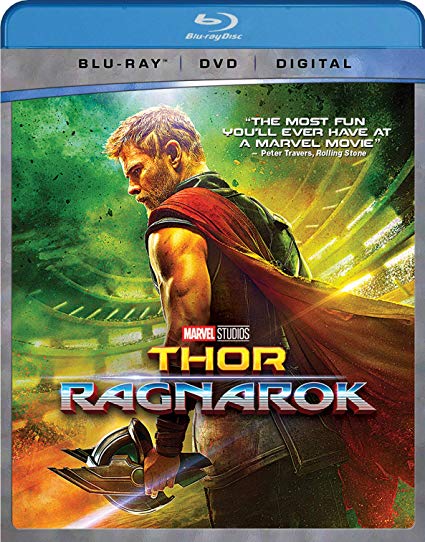 Blu-ray Disc
BLU-RAY™ | DVD | DIGITAL
“THE MOST FUN
YOU’LL EVER HAVE AT
A MARVEL MOVIE”
– Peter Travers, Rolling Stone
MARVEL STUDIOS
THOR
RAGNAROK